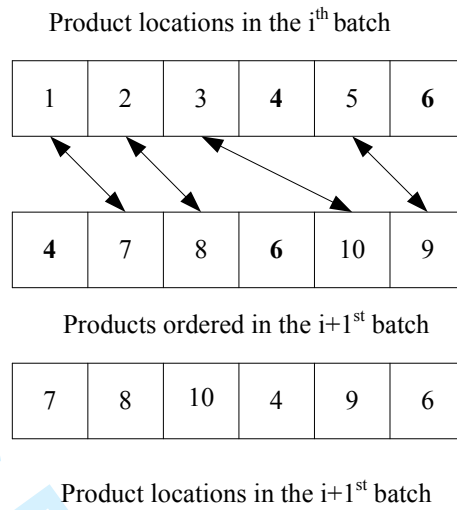 Product locations in the iᵗʰ batch
1 2 3 4 5 6
4 7 8 6 10 9
Products ordered in the i+1ˢᵗ batch
7 8 10 4 9 6
Product locations in the i+1ˢᵗ batch